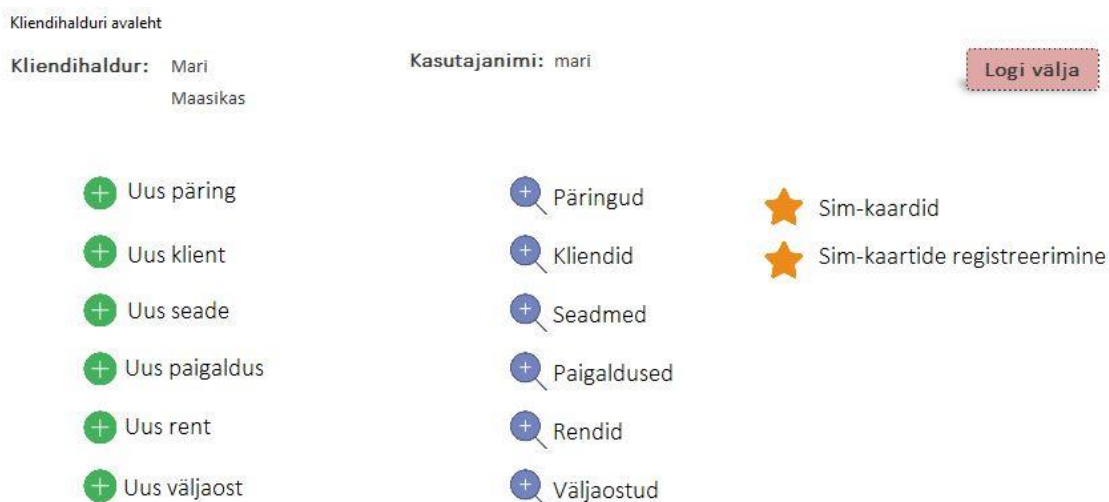 Kliendihalduri avaleht
Kliendihaldur: Mari Maasikas
Kasutajanimi: mari
Logi välja
Uus päring
Uus klient
Uus seade
Uus paigaldus
Uus rent
Uus väljaost
Päringud
Kliendid
Seadmed
Paigaldused
Rendid
Väljaostud
Sim-kaardid
Sim-kaartide registreerimine